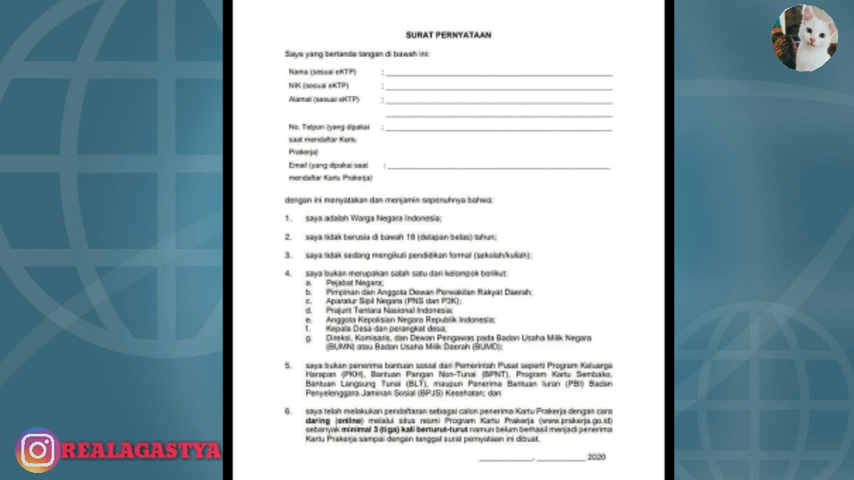 SURAT PERNYATAAN
Saya yang bertanda tangan di bawah ini:
Nama (sesuai eKTP) :
NIK (sesuai eKTP) :
Alamat (sesuai eKTP) :
No. Telpon (yang dipakai :
saat mendaftar Kartu
Prakerja)
Email (yang dipakai saat :
mendaftar Kartu Prakerja)
dengan ini menyatakan dan menjamin sepenuhnya bahwa:
1. saya adalah Warga Negara Indonesia;
2. saya tidak berusia di bawah 18 (delapan belas) tahun;
3. saya tidak sedang mengikuti pendidikan formal (sekolah/kuliah);
4. saya bukan merupakan salah satu dari kelompok berikut:
a. Pejabat Negara;
b. Pimpinan dan Anggota Dewan Perwakilan Rakyat Daerah;
c. Aparatur Sipil Negara (PNS dan P3K);
d. Prajurit Tentara Nasional Indonesia;
e. Anggota Kepolisian Negara Republik Indonesia;
f. Kepala Desa dan perangkat desa;
g. Direksi, Komisaris, dan Dewan Pengawas pada Badan Usaha Milik Negara
(BUMN) atau Badan Usaha Milik Daerah (BUMD);
5. saya bukan penerima bantuan sosial dari Pemerintah Pusat seperti Program Keluarga
Harapan (PKH), Bantuan Pangan Non-Tunai (BPNT), Program Kartu Sembako,
Bantuan Langsung Tunai (BLT), maupun Penerima Bantuan Iuran (PBI) Badan
Penyelenggara Jaminan Sosial (BPJS) Kesehatan; dan
6. saya telah melakukan pendaftaran sebagai calon penerima Kartu Prakerja dengan cara
daring (online) melalui situs resmi Program Kartu Prakerja (www.prakerja.go.id)
sebanyak minimal 3 (tiga) kali berturut-turut namun belum berhasil menjadi penerima
Kartu Prakerja sampai dengan tanggal surat pernyataan ini dibuat.
____________, ___________ 2020
REALAGASTYA